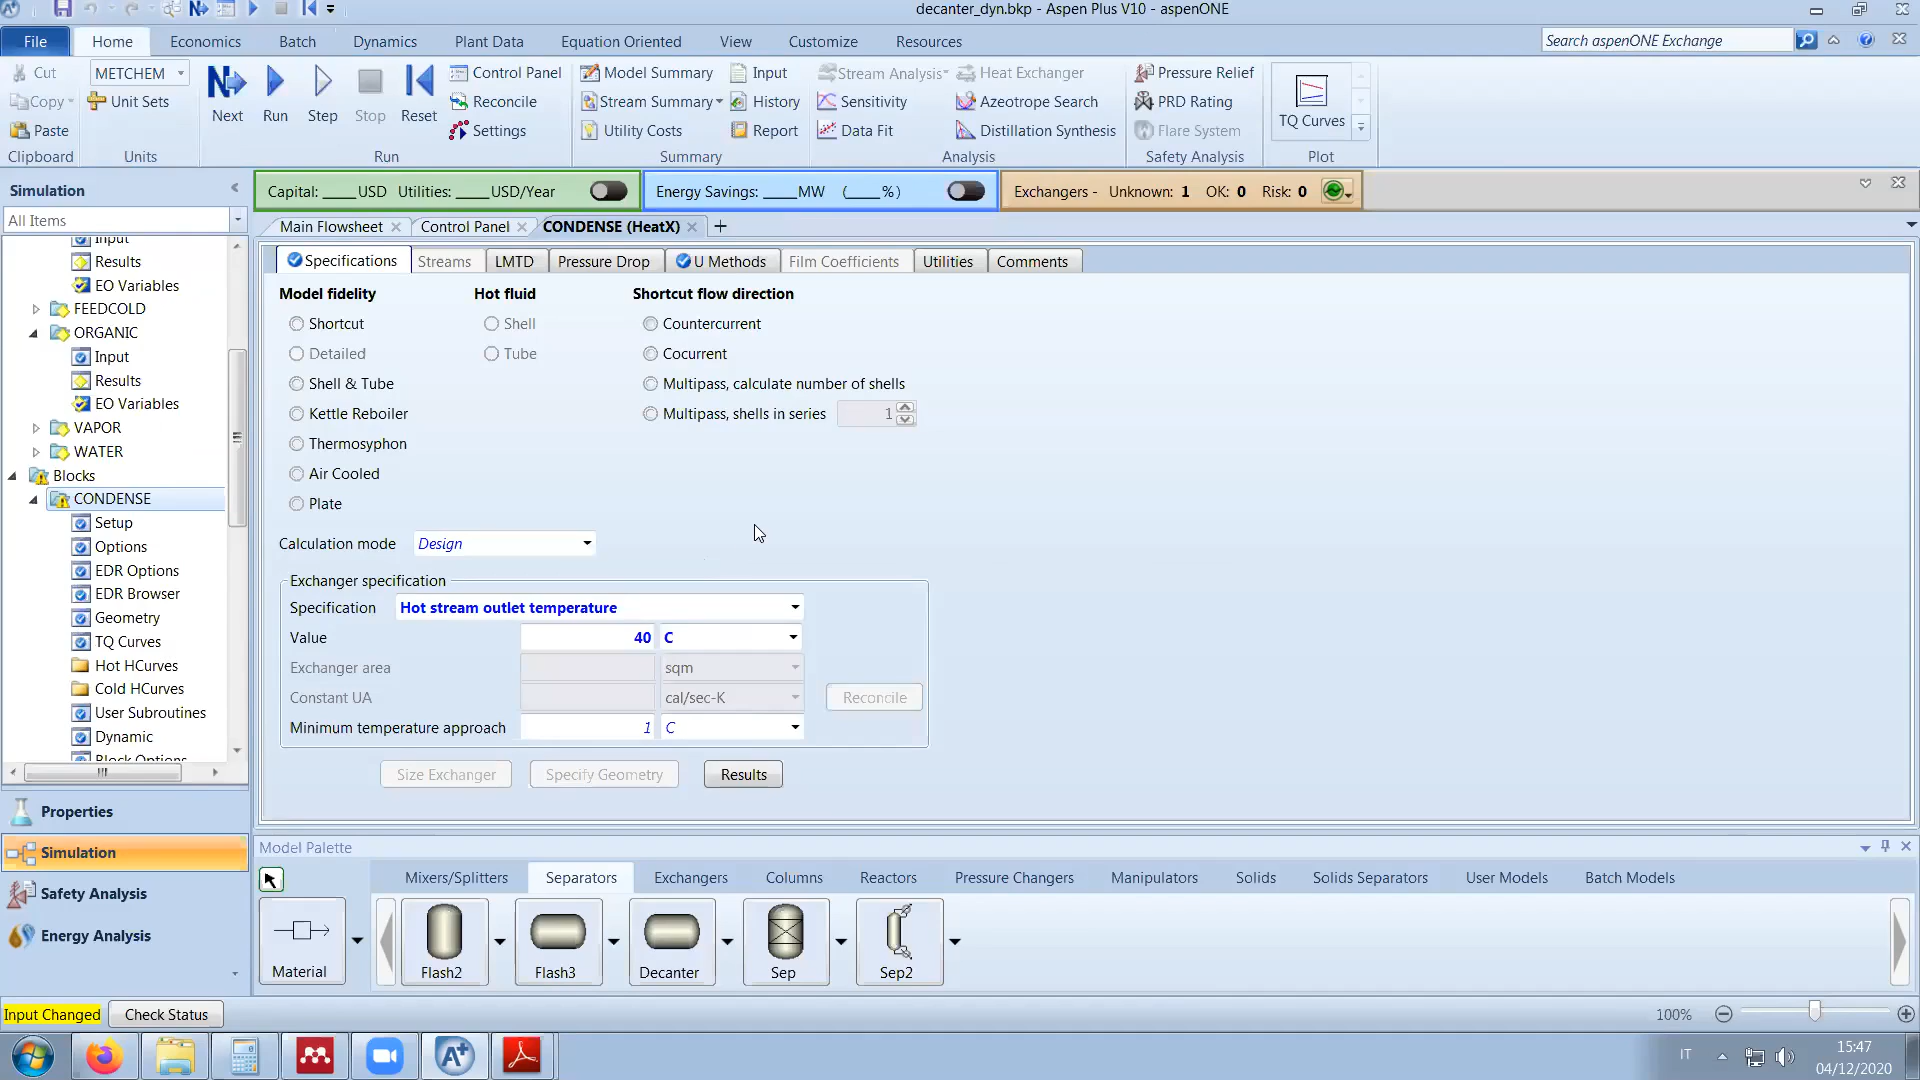 decanter_dyn.bkp - Aspen Plus V10 - aspenONE
File Home Economics Batch Dynamics Plant Data Equation Oriented View Customize Resources Search aspenONE Exchange
Cut METCHEM Control Panel Model Summary Input Stream Analysis Heat Exchanger Pressure Relief
Copy Unit Sets Next Run Step Stop Reset Reconcile Stream Summary History Sensitivity Azeotrope Search PRD Rating TQ Curves
Paste Settings Utility Costs Report Data Fit Distillation Synthesis Flare System
Clipboard Units Run Summary Analysis Safety Analysis Plot
Simulation Capital: ____USD Utilities: ____USD/Year Energy Savings: ____MW (____%) Exchangers - Unknown: 1 OK: 0 Risk: 0
All Items Main Flowsheet Control Panel CONDENSE (HeatX) +
Input
Results
EO Variables
FEEDCOLD
ORGANIC
Input
Results
EO Variables
VAPOR
WATER
Blocks
CONDENSE
Setup
Options
EDR Options
EDR Browser
Geometry
TQ Curves
Hot HCurves
Cold HCurves
User Subroutines
Dynamic
Block Options
Properties
Simulation
Safety Analysis
Energy Analysis
Specifications Streams LMTD Pressure Drop U Methods Film Coefficients Utilities Comments
Model fidelity Hot fluid Shortcut flow direction
Shortcut Shell Countercurrent
Detailed Tube Cocurrent
Shell & Tube Multipass, calculate number of shells
Kettle Reboiler Multipass, shells in series 1
Thermosyphon
Air Cooled
Plate
Calculation mode Design
Exchanger specification
Specification Hot stream outlet temperature
Value 40 C
Exchanger area sqm
Constant UA cal/sec-K Reconcile
Minimum temperature approach 1 C
Size Exchanger Specify Geometry Results
Model Palette
Mixers/Splitters Separators Exchangers Columns Reactors Pressure Changers Manipulators Solids Solids Separators User Models Batch Models
Material Flash2 Flash3 Decanter Sep Sep2
Input Changed Check Status 100%
IT 15:47
04/12/2020